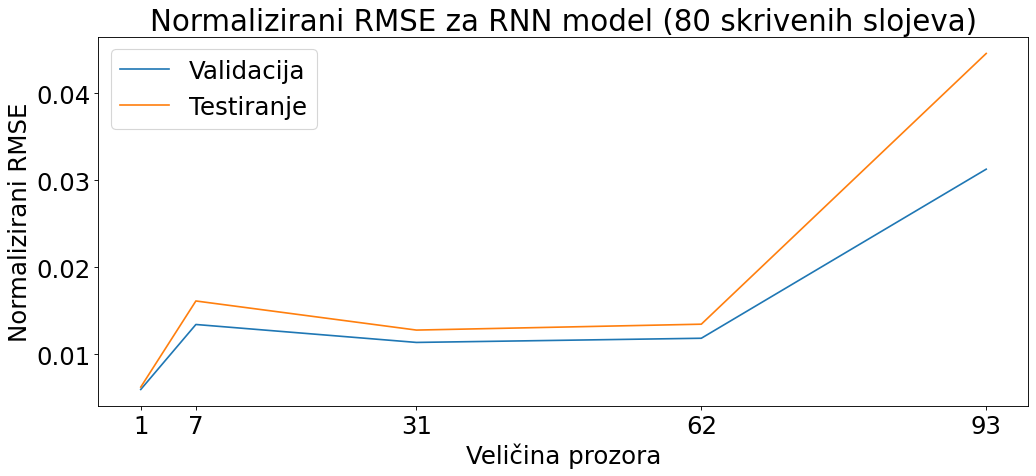 Normalizirani RMSE za RNN model (80 skrivenih slojeva)
Validacija
Testiranje
Normalizirani RMSE
0.04
0.03
0.02
0.01
1 7 31 62 93
Veličina prozora